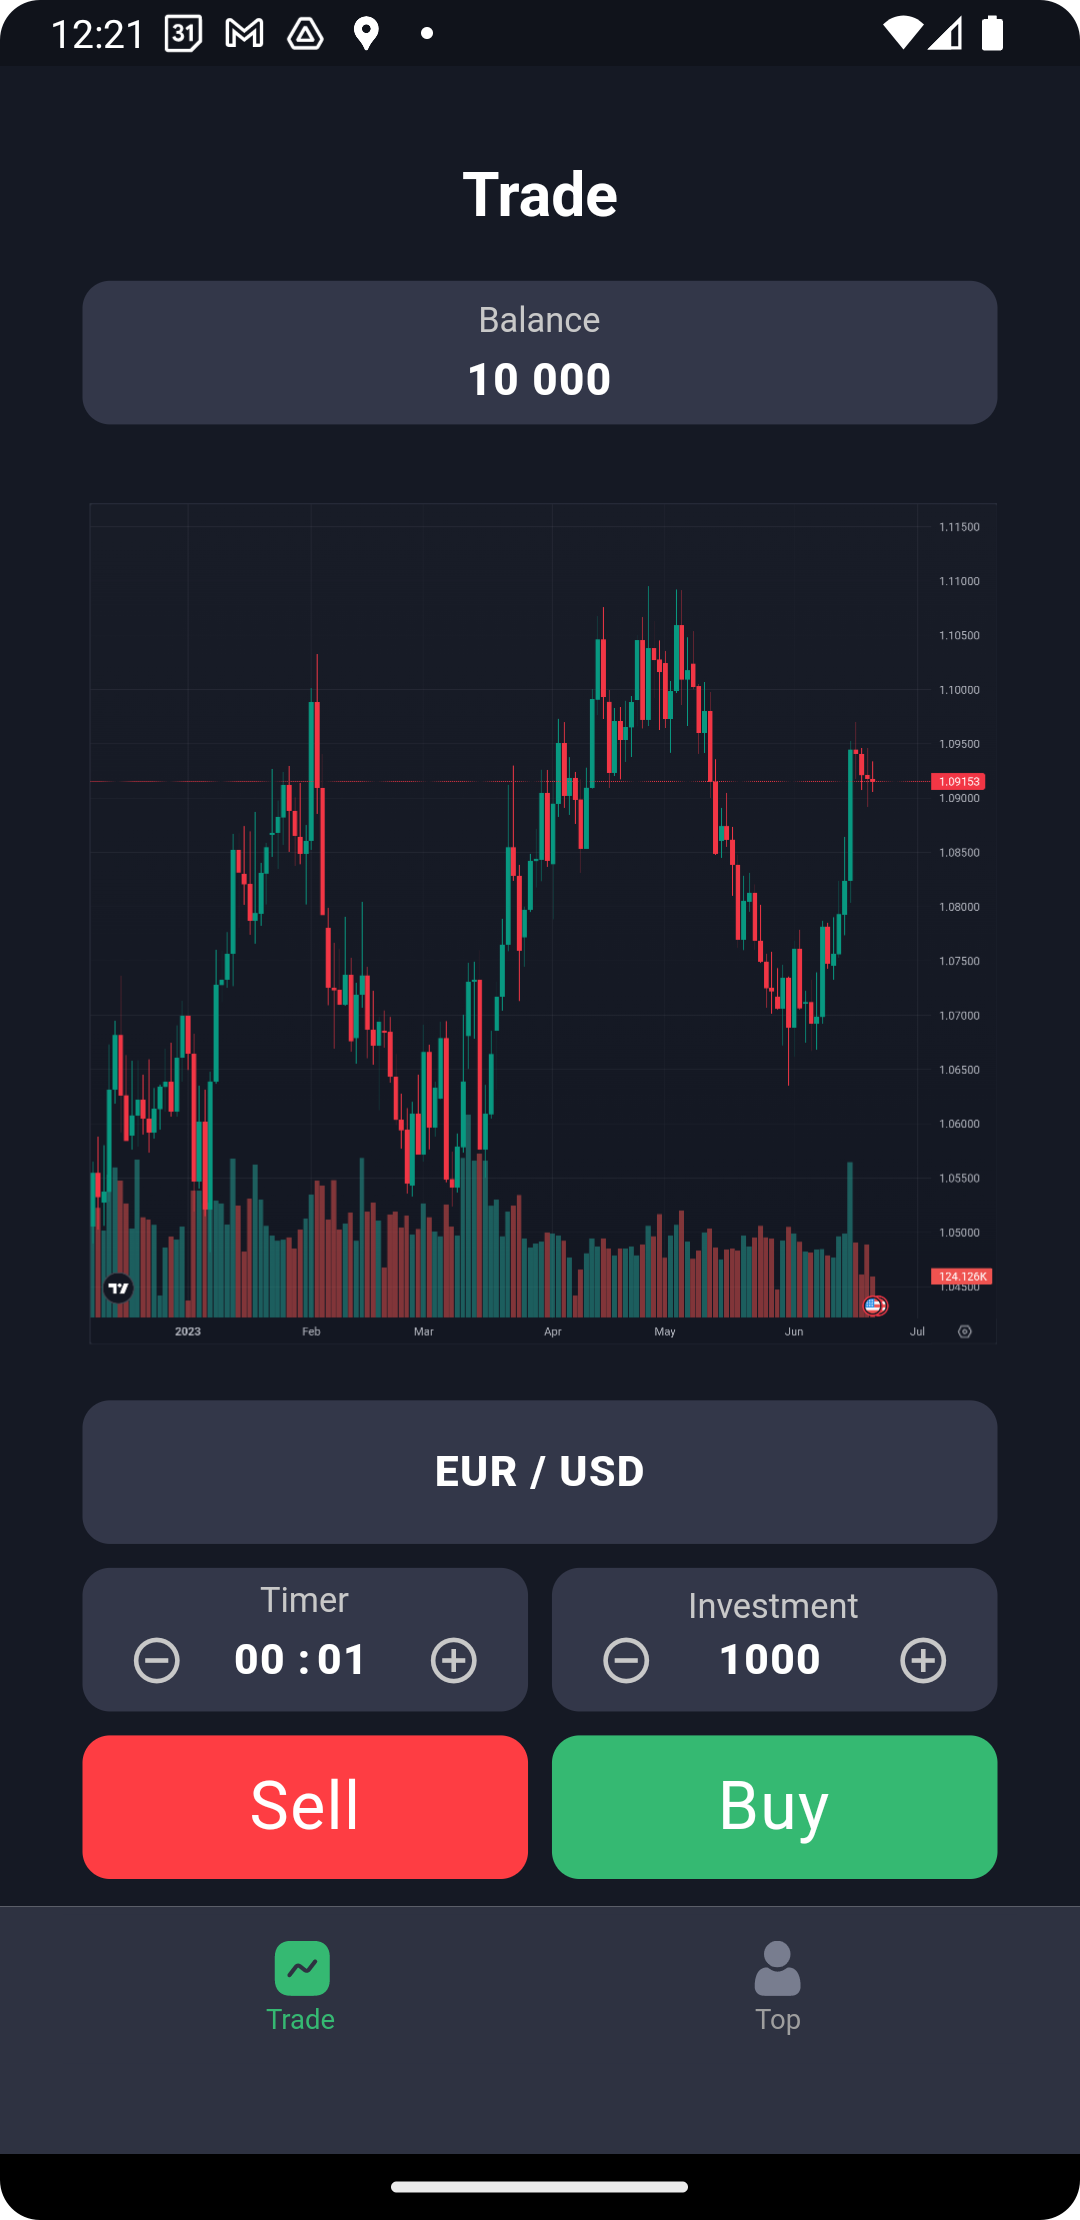 12:21 31
Trade
Balance
10 000
1.11500
1.11000
1.10500
1.10000
1.09500
1.09153
1.09000
1.08500
1.08000
1.07500
1.07000
1.06500
1.06000
1.05500
1.05000
124.126K
1.04500
2023 Feb Mar Apr May Jun Jul
EUR / USD
Timer
00 : 01
Investment
1000
Sell
Buy
Trade
Top